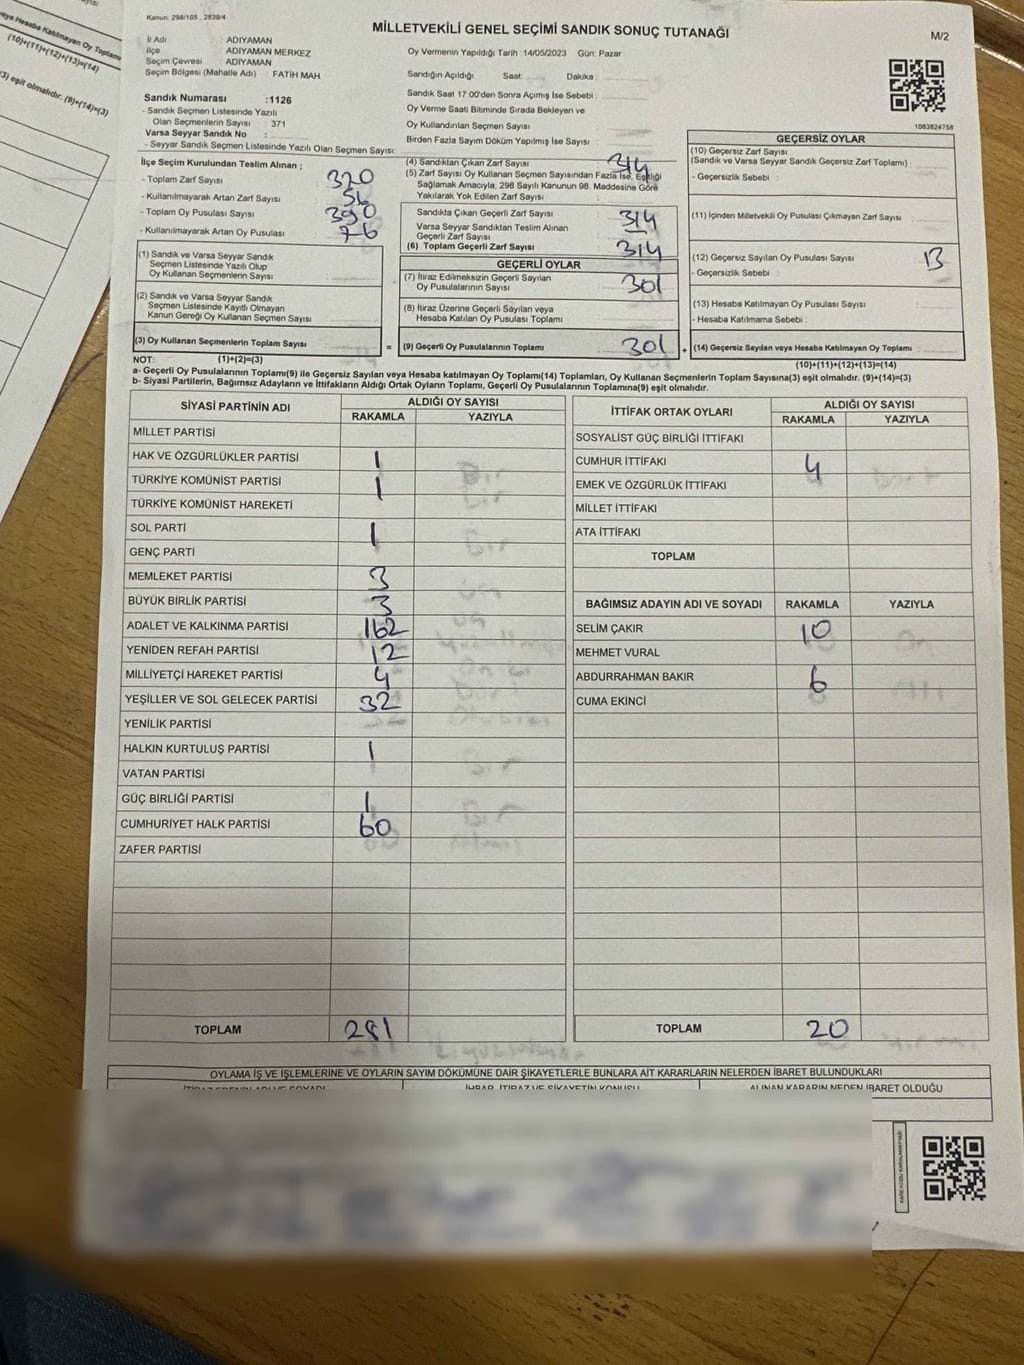 Kanun: 298/105 , 2839/4
MİLLETVEKİLİ GENEL SEÇİMİ SANDIK SONUÇ TUTANAĞI
M/2
İl Adı ADIYAMAN
İlçe ADIYAMAN MERKEZ
Seçim Çevresi ADIYAMAN
Seçim Bölgesi (Mahalle Adı) : FATİH MAH
Oy Vermenin Yapıldığı Tarih : 14/05/2023 Gün: Pazar
Sandığın Açıldığı Saat: Dakika :
Sandık Saat 17:00'den Sonra Açımış İse Sebebi :
Oy Verme Saati Bitiminde Sırada Bekleyen ve
Oy Kullandırılan Seçmen Sayısı
Birden Fazla Sayım Döküm Yapılmış İse Sayısı
Sandık Numarası :1126
- Sandık Seçmen Listesinde Yazılı
Olan Seçmenlerin Sayısı : 371
Varsa Seyyar Sandık No :
- Seyyar Sandık Seçmen Listesinde Yazılı Olan Seçmen Sayısı:
1083824758
İlçe Seçim Kurulundan Teslim Alınan ;
- Toplam Zarf Sayısı 370
- Kullanılmayarak Artan Zarf Sayısı 56
- Toplam Oy Pusulası Sayısı 390
- Kullanılmayarak Artan Oy Pusulası 76
(1) Sandık ve Varsa Seyyar Sandık
Seçmen Listesinde Yazılı Olup
Oy Kullanan Seçmenlerin Sayısı
(2) Sandık ve Varsa Seyyar Sandık
Seçmen Listesinde Kayıtlı Olmayan
Kanun Gereği Oy Kullanan Seçmen Sayısı
(3) Oy Kullanan Seçmenlerin Toplam Sayısı =
(4) Sandıktan Çıkan Zarf Sayısı 314
(5) Zarf Sayısı Oy Kullanan Seçmen Sayısından Fazla İse, Eşitliği
Sağlamak Amacıyla, 298 Sayılı Kanunun 98. Maddesine Göre
Yakılarak Yok Edilen Zarf Sayısı
Sandıkta Çıkan Geçerli Zarf Sayısı 314
Varsa Seyyar Sandıktan Teslim Alınan
Geçerli Zarf Sayısı
(6) Toplam Geçerli Zarf Sayısı 314
GEÇERLİ OYLAR
(7) İtiraz Edilmeksizin Geçerli Sayılan
Oy Pusulalarının Sayısı 301
(8) İtiraz Üzerine Geçerli Sayılan veya
Hesaba Katılan Oy Pusulası Toplamı
(9) Geçerli Oy Pusulalarının Toplamı 301 +
GEÇERSİZ OYLAR
(10) Geçersiz Zarf Sayısı
(Sandık ve Varsa Seyyar Sandık Geçersiz Zarf Toplamı) :
- Geçersizlik Sebebi :
(11) İçinden Milletvekili Oy Pusulası Çıkmayan Zarf Sayısı
(12) Geçersiz Sayılan Oy Pusulası Sayısı 13
- Geçersizlik Sebebi :
(13) Hesaba Katılmayan Oy Pusulası Sayısı
- Hesaba Katılmama Sebebi :
(14) Geçersiz Sayılan veya Hesaba Katılmayan Oy Pusulası Toplamı
NOT: (1)+(2)=(3)
(10)+(11)+(12)+(13)=(14)
a- Geçerli Oy Pusulalarının Toplamı(9) ile Geçersiz Sayılan veya Hesaba katılmayan Oy Pusulası Toplamı(14) Toplamları, Oy Kullanan Seçmenlerin Toplam Sayısına(3) eşit olmalıdır. (9)+(14)=(3)
b- Siyasi Partilerin, Bağımsız Adayların ve İttifakların Aldığı Ortak Oyların Toplamı, Geçerli Oy Pusulalarının Toplamına(9) eşit olmalıdır.
SİYASİ PARTİNİN ADI ALDIĞI OY SAYISI
RAKAMLA YAZIYLA
MİLLET PARTİSİ
HAK VE ÖZGÜRLÜKLER PARTİSİ 1
TÜRKİYE KOMÜNİST PARTİSİ 1
TÜRKİYE KOMÜNİST HAREKETİ
SOL PARTİ 1
GENÇ PARTİ
MEMLEKET PARTİSİ 3
BÜYÜK BİRLİK PARTİSİ 3
ADALET VE KALKINMA PARTİSİ 162
YENİDEN REFAH PARTİSİ 12
MİLLİYETÇİ HAREKET PARTİSİ 4
YEŞİLLER VE SOL GELECEK PARTİSİ 32
YENİLİK PARTİSİ
HALKIN KURTULUŞ PARTİSİ 1
VATAN PARTİSİ
GÜÇ BİRLİĞİ PARTİSİ 1
CUMHURİYET HALK PARTİSİ 60
ZAFER PARTİSİ
TOPLAM 281
İTTİFAK ORTAK OYLARI ALDIĞI OY SAYISI
RAKAMLA YAZIYLA
SOSYALİST GÜÇ BİRLİĞİ İTTİFAKI
CUMHUR İTTİFAKI 4
EMEK VE ÖZGÜRLÜK İTTİFAKI
MİLLET İTTİFAKI
ATA İTTİFAKI
TOPLAM
BAĞIMSIZ ADAYIN ADI VE SOYADI RAKAMLA YAZIYLA
SELİM ÇAKIR 10
MEHMET VURAL
ABDURRAHMAN BAKIR 6
CUMA EKİNCİ
TOPLAM 20
OYLAMA İŞ VE İŞLEMLERİNE VE OYLARIN SAYIM DÖKÜMÜNE DAİR ŞİKAYETLERLE BUNLARA AİT KARARLARIN NELERDEN İBARET BULUNDUKLARI
İTİRAZ EDENİN ADI VE SOYADI İHBAR, İTİRAZ VE ŞİKAYETİN KONUSU ALINAN KARARIN NEDEN İBARET OLDUĞU